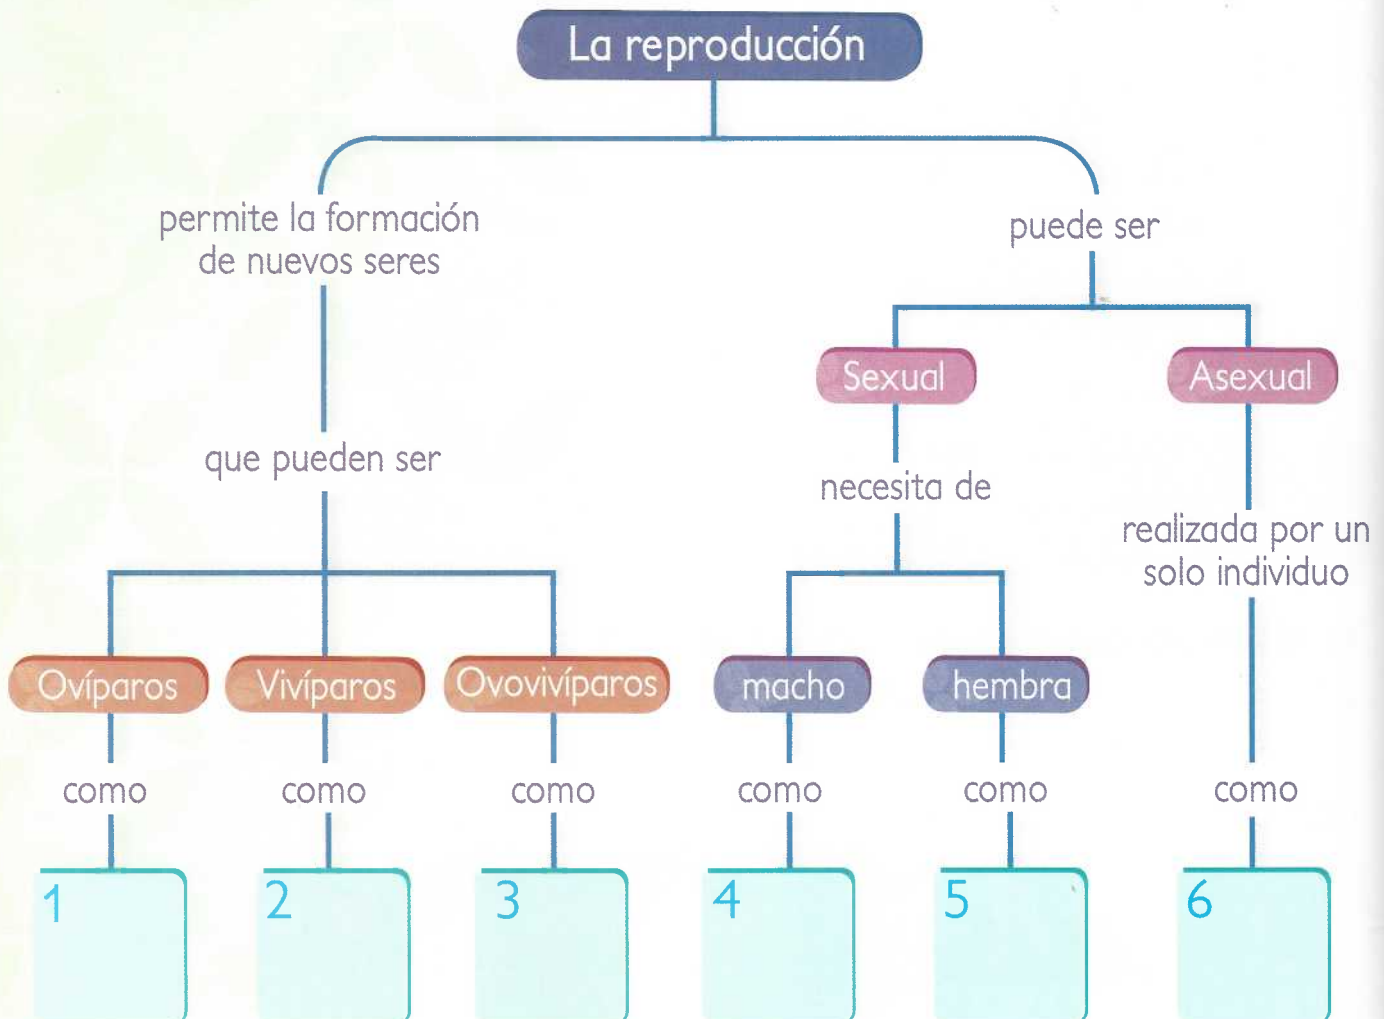 La reproducción
permite la formación
de nuevos seres
puede ser
Sexual
Asexual
que pueden ser
necesita de
realizada por un
solo individuo
Ovíparos
Vivíparos
Ovovivíparos
macho
hembra
como
como
como
como
como
como
1
2
3
4
5
6